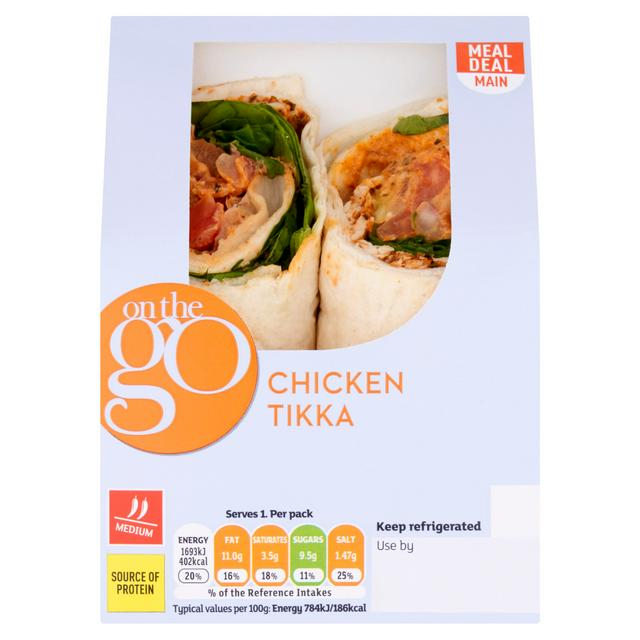 MEAL
DEAL
MAIN
on the
go
CHICKEN
TIKKA
MEDIUM
SOURCE OF
PROTEIN
Serves 1. Per pack
ENERGY
1693kJ
402kcal
20%
FAT
11.0g
16%
SATURATES
3.5g
18%
SUGARS
9.5g
11%
SALT
1.47g
25%
% of the Reference Intakes
Typical values per 100g: Energy 784kJ/186kcal
Keep refrigerated
Use by